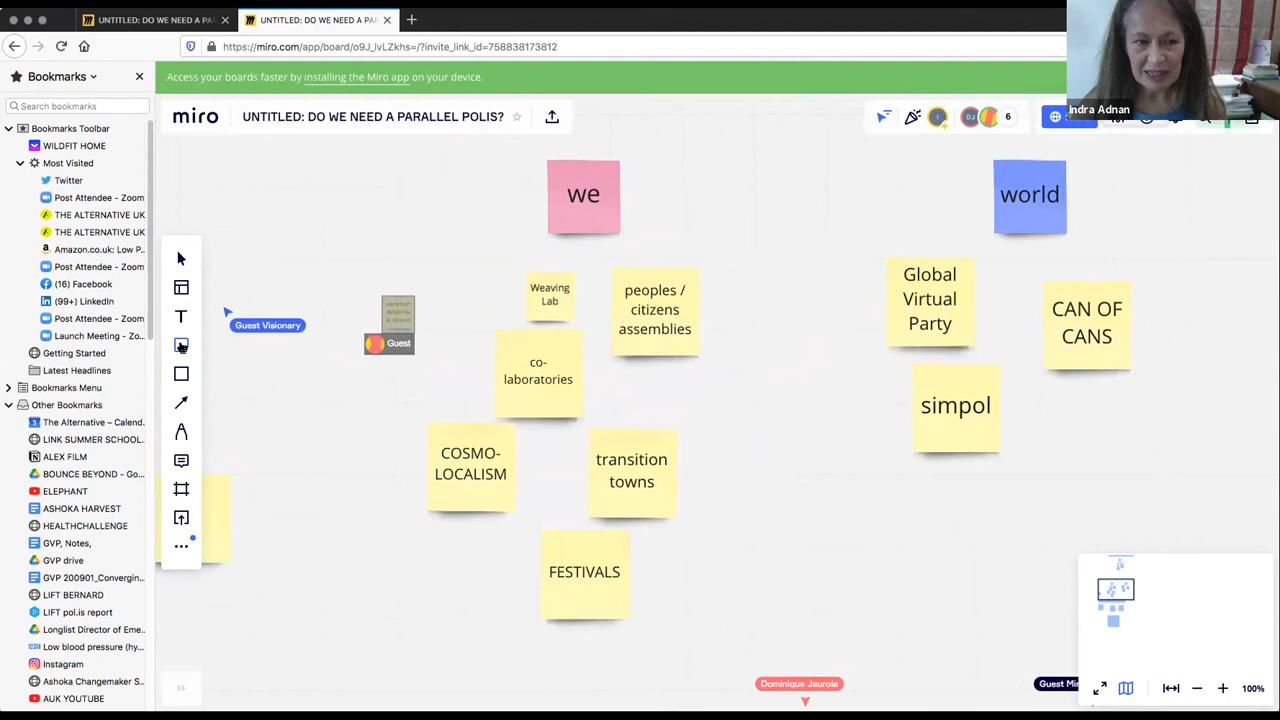 UNTITLED: DO WE NEED A PAR
UNTITLED: DO WE NEED A PAR
https://miro.com/app/board/o9J_lvLZkhs=/?invite_link_id=758838173812
Bookmarks
Access your boards faster by installing the Miro app on your device.
Search bookmarks
Indra Adnan
miro
UNTITLED: DO WE NEED A PARALLEL POLIS?
DJ
6
Bookmarks Toolbar
WILDFIT HOME
Most Visited
Twitter
Post Attendee - Zoom
THE ALTERNATIVE UK
THE ALTERNATIVE UK
Amazon.co.uk: Low P...
Post Attendee - Zoom
(16) Facebook
(99+) LinkedIn
Post Attendee - Zoom
Launch Meeting - Zo...
Getting Started
Latest Headlines
Bookmarks Menu
Other Bookmarks
The Alternative – Calend..
LINK SUMMER SCHOOL..
ALEX FILM
BOUNCE BEYOND - Go...
ELEPHANT
ASHOKA HARVEST
HEALTHCHALLENGE
GVP, Notes,
GVP drive
GVP 200901_Convergin...
LIFT BERNARD
LIFT pol.is report
Longlist Director of Eme...
Low blood pressure (hy...
Instagram
Ashoka Changemaker S...
AUK YOUTUBE
we
world
Guest Visionary
Guest
Weaving
Lab
peoples /
citizens
assemblies
co-
laboratories
COSMO-
LOCALISM
transition
towns
FESTIVALS
Global
Virtual
Party
CAN OF
CANS
simpol
Dominique Jaurola
100%